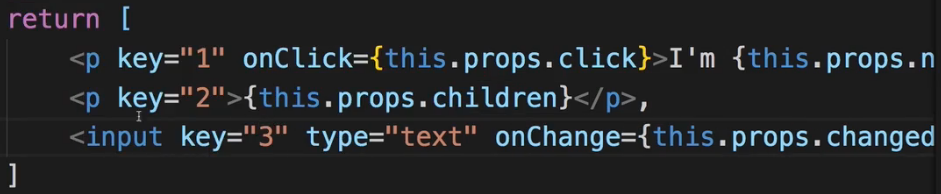 return [
<p key="1" onClick={this.props.click}>I'm {this.props.n
<p key="2">{this.props.children}</p>,
<input key="3" type="text" onChange={this.props.changed
]